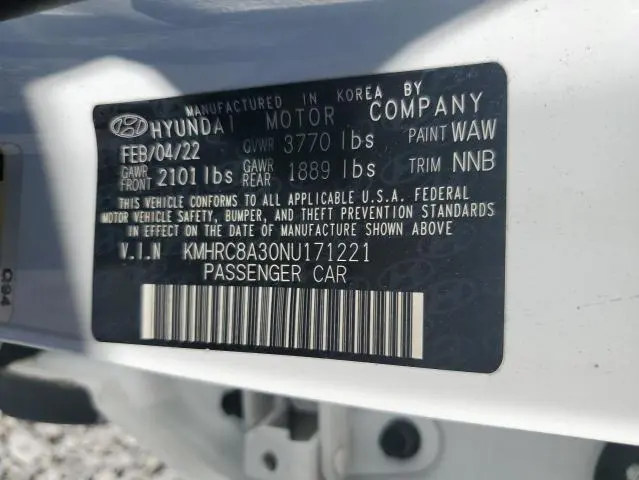 MANUFACTURED IN KOREA BY
HYUNDAI MOTOR COMPANY
FEB/04/22 GVWR 3770 lbs PAINT WAW
GAWR FRONT 2101 lbs GAWR REAR 1889 lbs TRIM NNB
THIS VEHICLE CONFORMS TO ALL APPLICABLE U.S.A. FEDERAL
MOTOR VEHICLE SAFETY, BUMPER, AND THEFT PREVENTION STANDARDS
IN EFFECT ON THE DATE OF MANUFACTURE SHOWN ABOVE
V.I.N KMHRC8A30NU171221
PASSENGER CAR
Q94